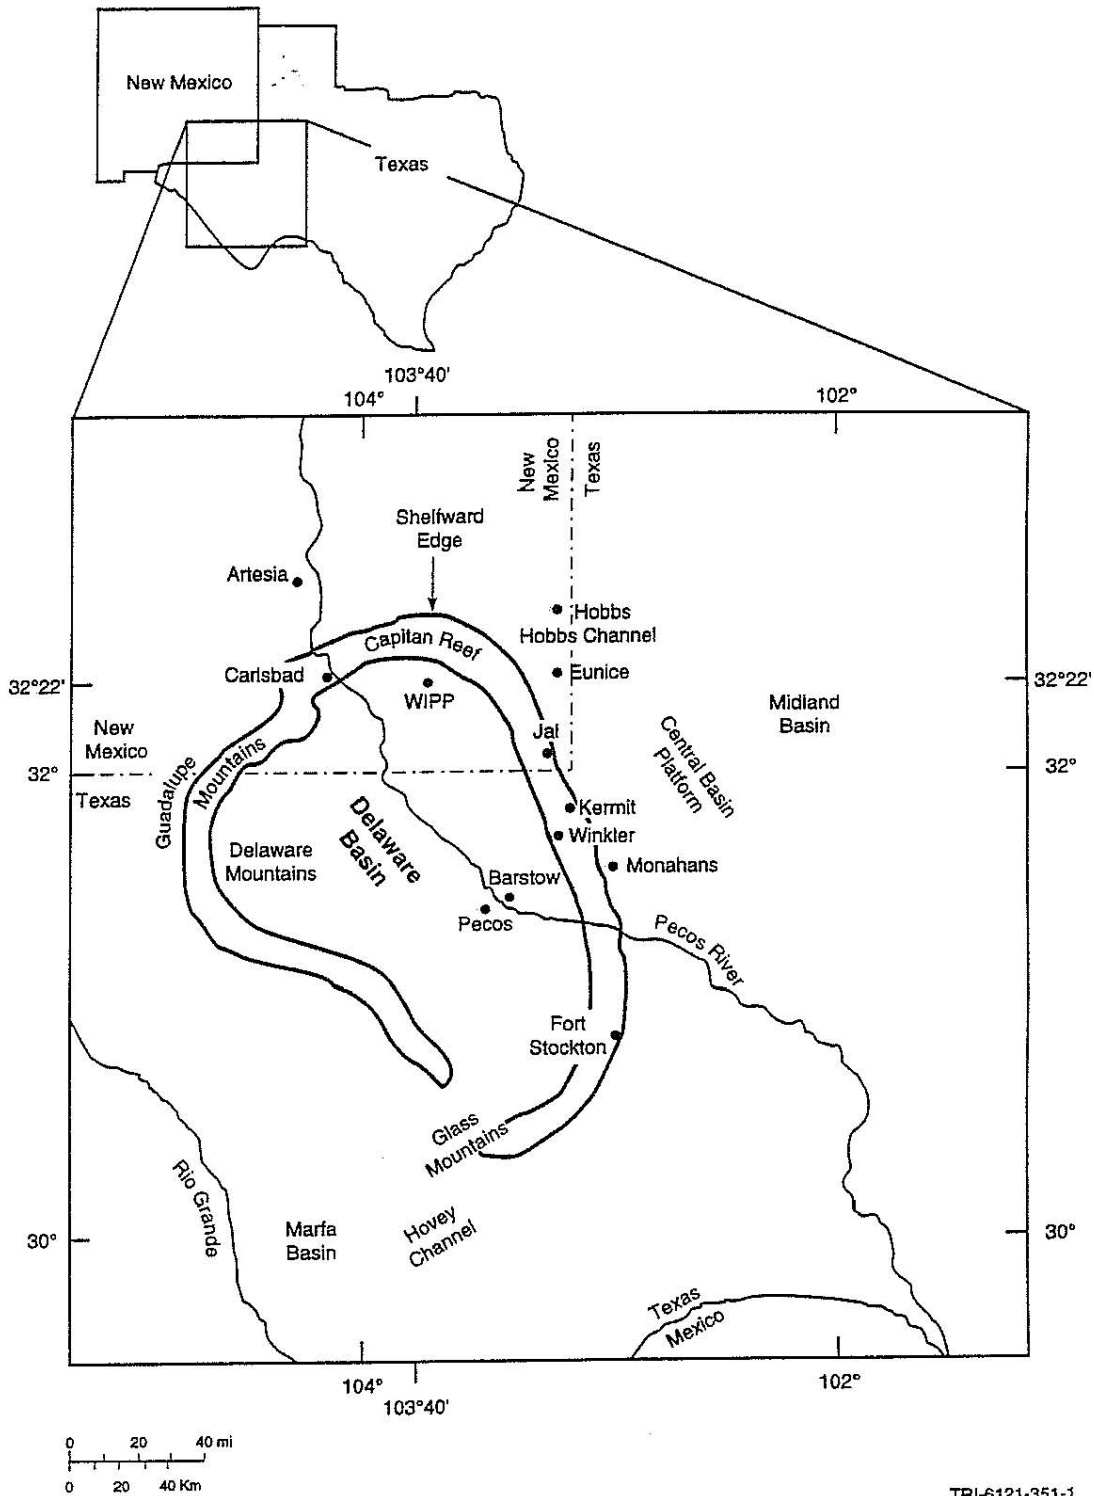 New Mexico
Texas
103°40'
104°
102°
New
Mexico
Texas
Shelfward
Edge
Artesia
Hobbs
Hobbs Channel
Capitan Reef
Carlsbad
Eunice
32°22'
32°22'
WIPP
Midland
Basin
New
Mexico
Jal
Central Basin
Platform
Guadalupe
Mountains
32°
32°
Texas
Kermit
Winkler
Delaware
Basin
Delaware
Mountains
Monahans
Barstow
Pecos
Pecos River
Fort
Stockton
Glass
Mountains
Rio Grande
Marfa
Basin
Hovey
Channel
30°
30°
Texas
Mexico
104°
102°
103°40'
0 20 40 mi
0 20 40 Km
TRI-6121-351-1